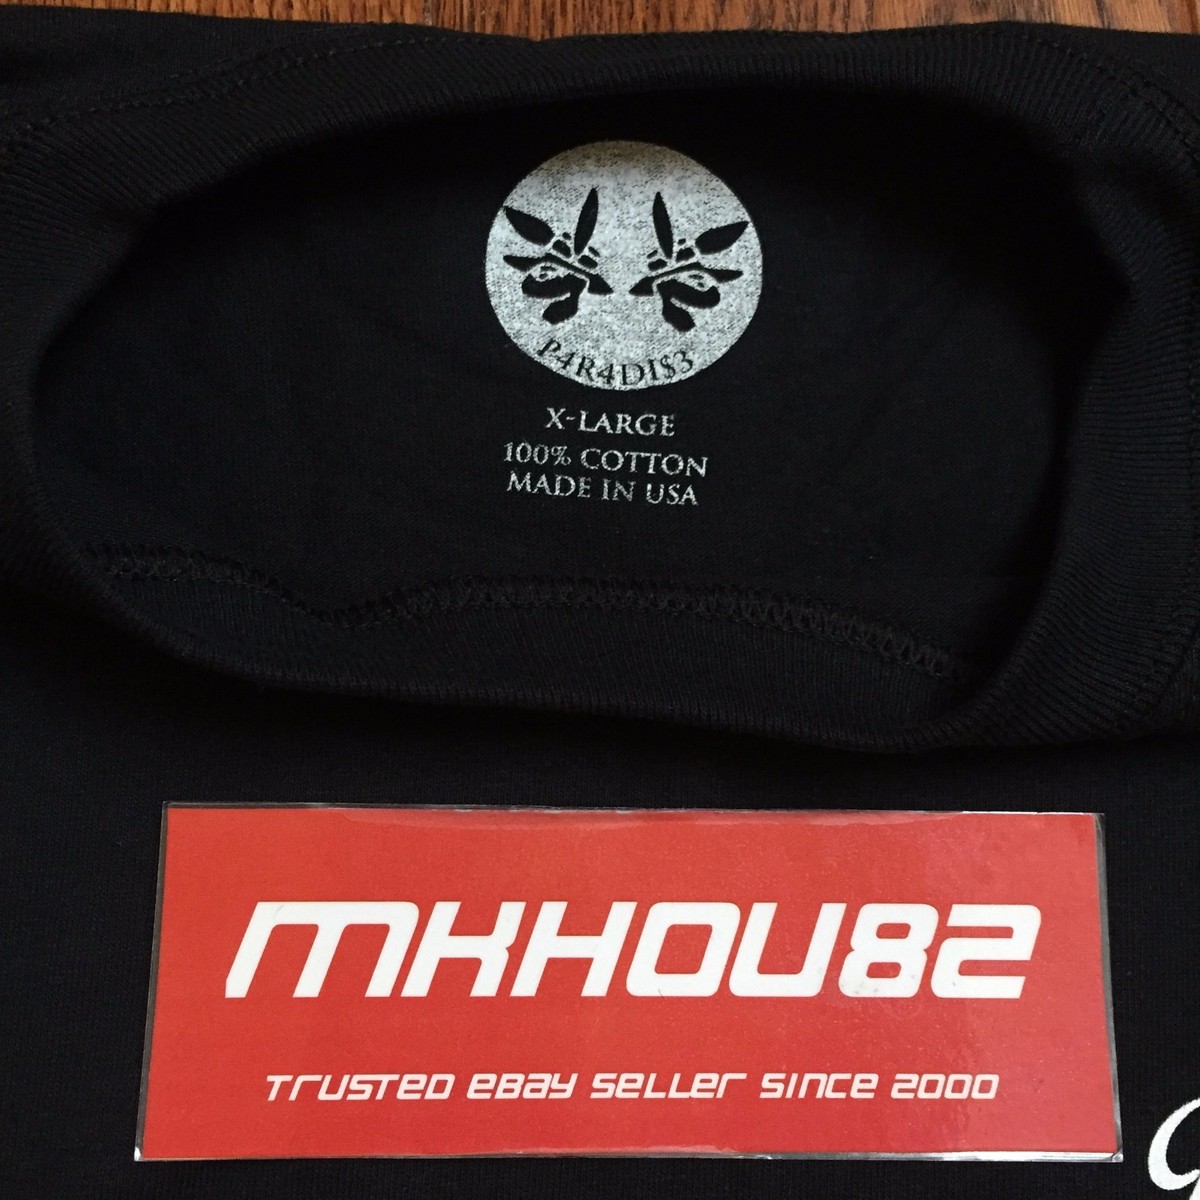 P4R4DI$3
X-LARGE
100% COTTON
MADE IN USA
MKHOU82
TRUSTED EBAY SELLER SINCE 2000